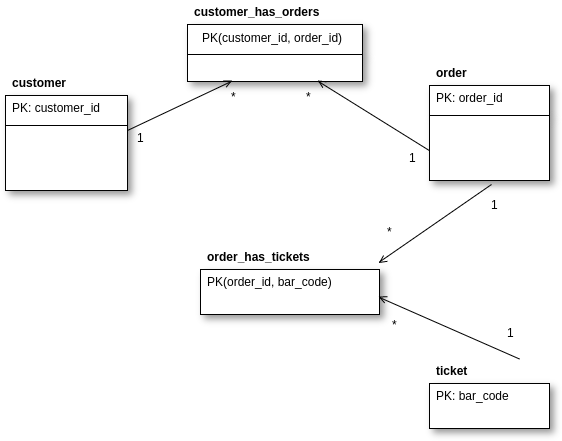 customer_has_orders
PK(customer_id, order_id)
customer
PK: customer_id
order
PK: order_id
*
*
1
1
1
*
order_has_tickets
PK(order_id, bar_code)
*
1
ticket
PK: bar_code